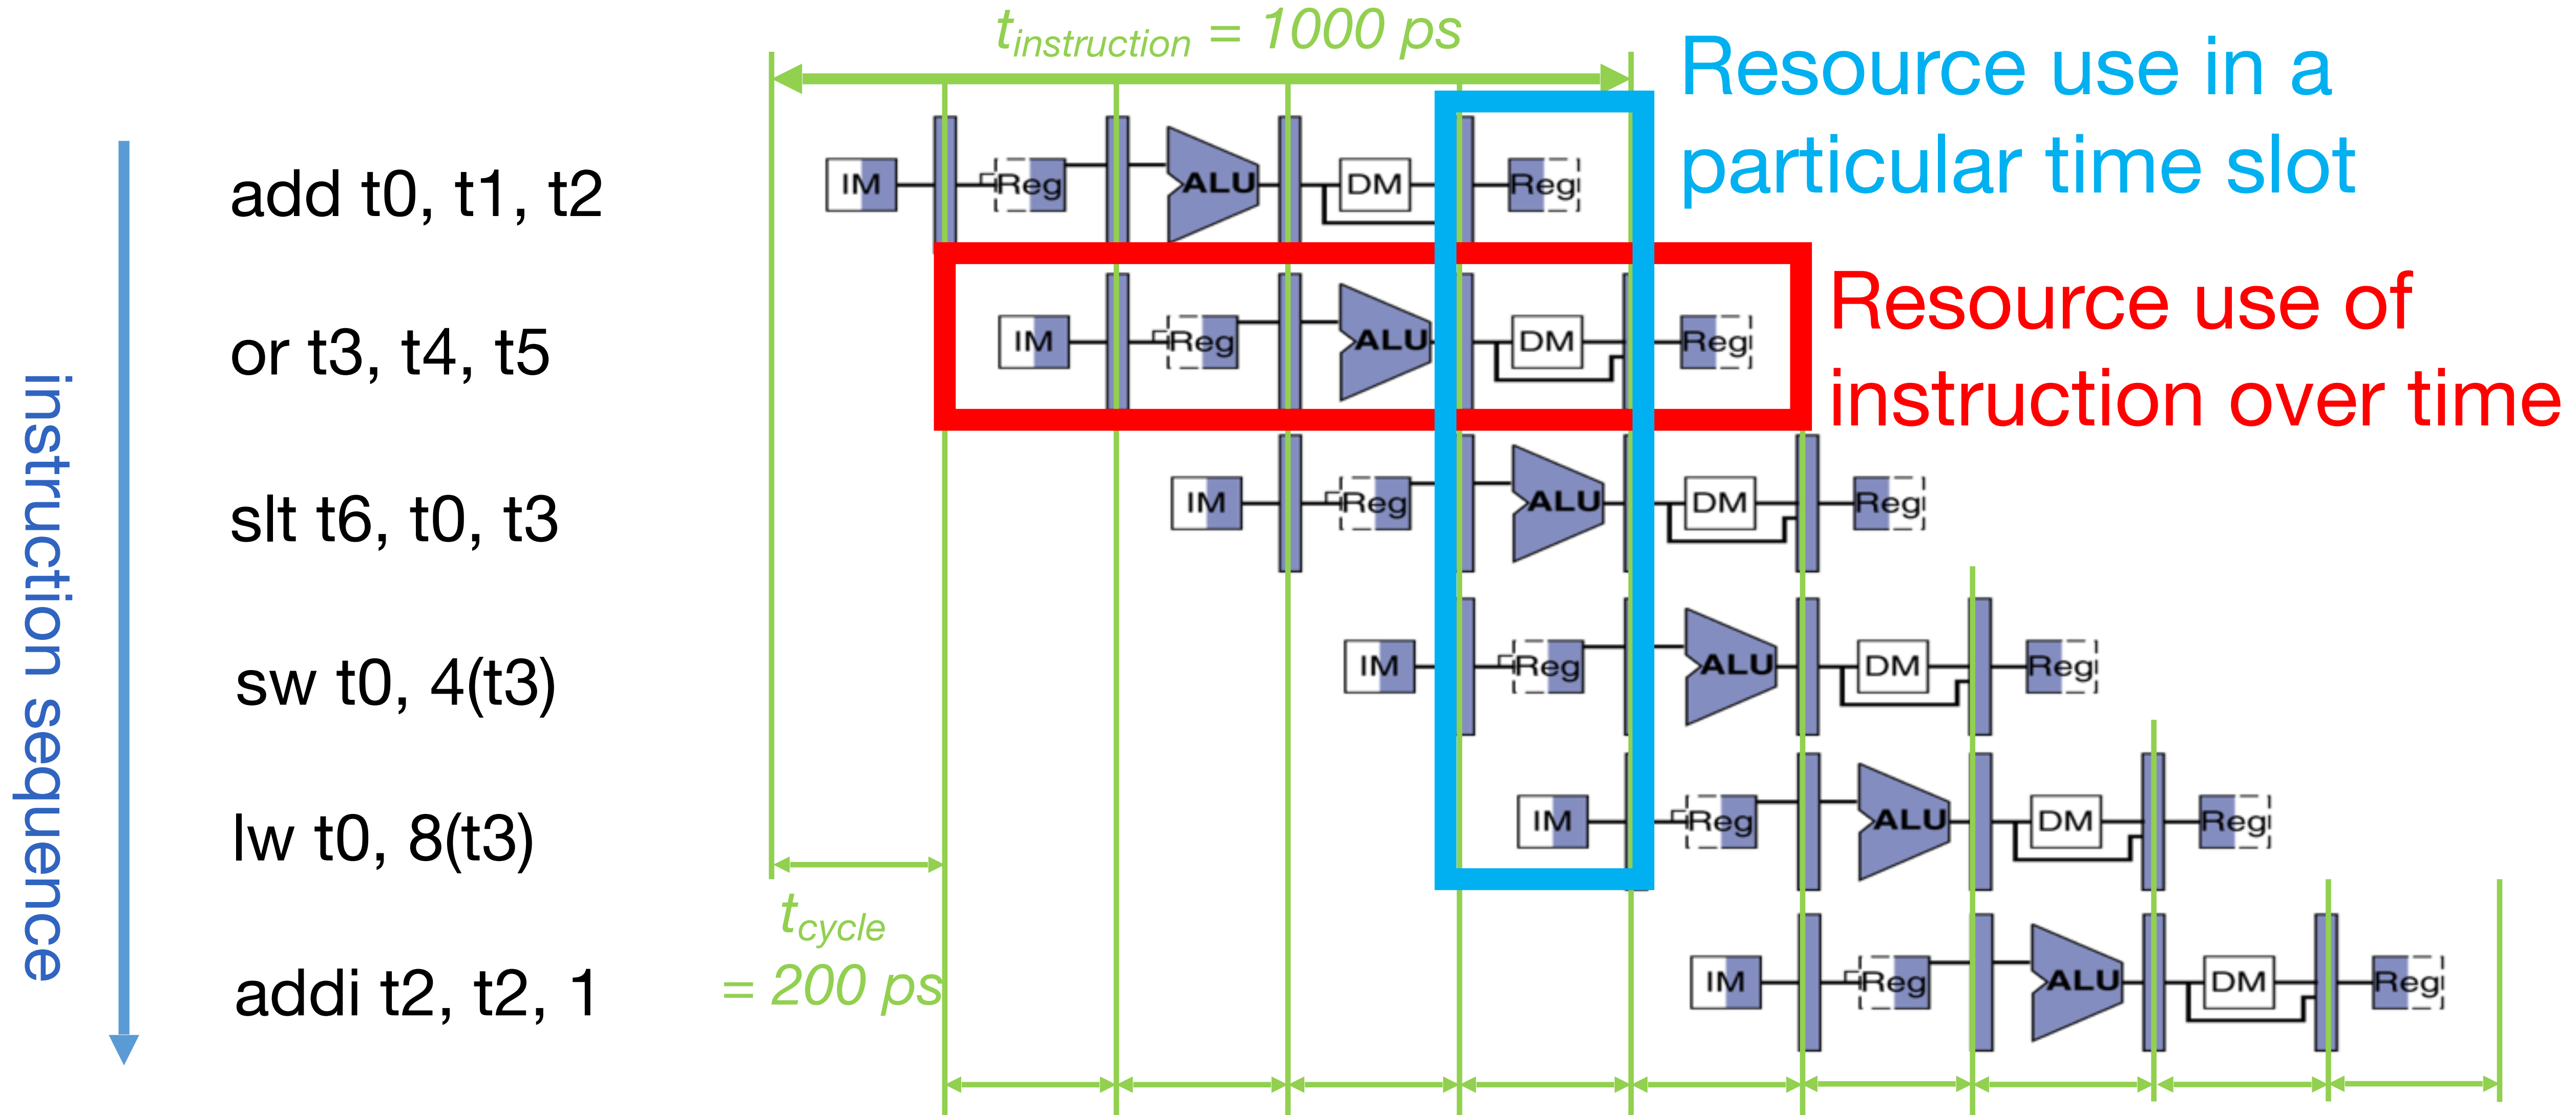 t_instruction = 1000 ps
Resource use in a
particular time slot
add t0, t1, t2
IM Reg ALU DM Reg
Resource use of
instruction over time
or t3, t4, t5
IM Reg ALU DM Reg
instruction sequence
slt t6, t0, t3
IM Reg ALU DM Reg
sw t0, 4(t3)
IM Reg ALU DM Reg
lw t0, 8(t3)
IM Reg ALU DM Reg
t_cycle
= 200 ps
addi t2, t2, 1
IM Reg ALU DM Reg